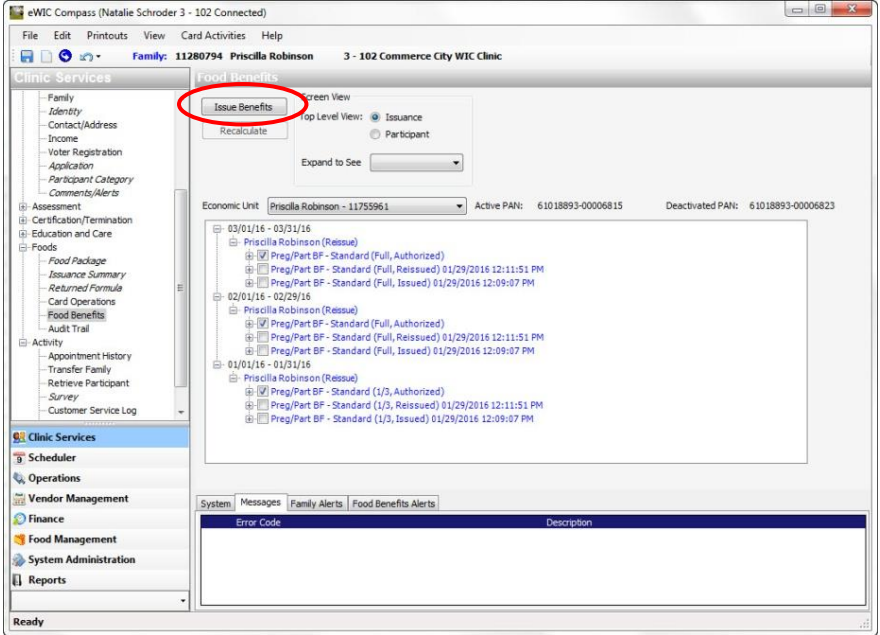 eWIC Compass (Natalie Schroder 3 - 102 Connected)
File Edit Printouts View Card Activities Help
Family: 11280794 Priscilla Robinson 3 - 102 Commerce City WIC Clinic
Clinic Services
Family
Identity
Contact/Address
Income
Voter Registration
Application
Participant Category
Comments/Alerts
Assessment
Certification/Termination
Education and Care
Foods
Food Package
Issuance Summary
Returned Formula
Card Operations
Food Benefits
Audit Trail
Activity
Appointment History
Transfer Family
Retrieve Participant
Survey
Customer Service Log
Clinic Services
Scheduler
Operations
Vendor Management
Finance
Food Management
System Administration
Reports
Food Benefits
Issue Benefits
Recalculate
Screen View
Top Level View: Issuance
Participant
Expand to See
Economic Unit Priscilla Robinson - 11755961 Active PAN: 61018893-00006815 Deactivated PAN: 61018893-00006823
03/01/16 - 03/31/16
Priscilla Robinson (Reissue)
Preg/Part BF - Standard (Full, Authorized)
Preg/Part BF - Standard (Full, Reissued) 01/29/2016 12:11:51 PM
Preg/Part BF - Standard (Full, Issued) 01/29/2016 12:09:07 PM
02/01/16 - 02/29/16
Priscilla Robinson (Reissue)
Preg/Part BF - Standard (Full, Authorized)
Preg/Part BF - Standard (Full, Reissued) 01/29/2016 12:11:51 PM
Preg/Part BF - Standard (Full, Issued) 01/29/2016 12:09:07 PM
01/01/16 - 01/31/16
Priscilla Robinson (Reissue)
Preg/Part BF - Standard (1/3, Authorized)
Preg/Part BF - Standard (1/3, Reissued) 01/29/2016 12:11:51 PM
Preg/Part BF - Standard (1/3, Issued) 01/29/2016 12:09:07 PM
System Messages Family Alerts Food Benefits Alerts
Error Code Description
Ready